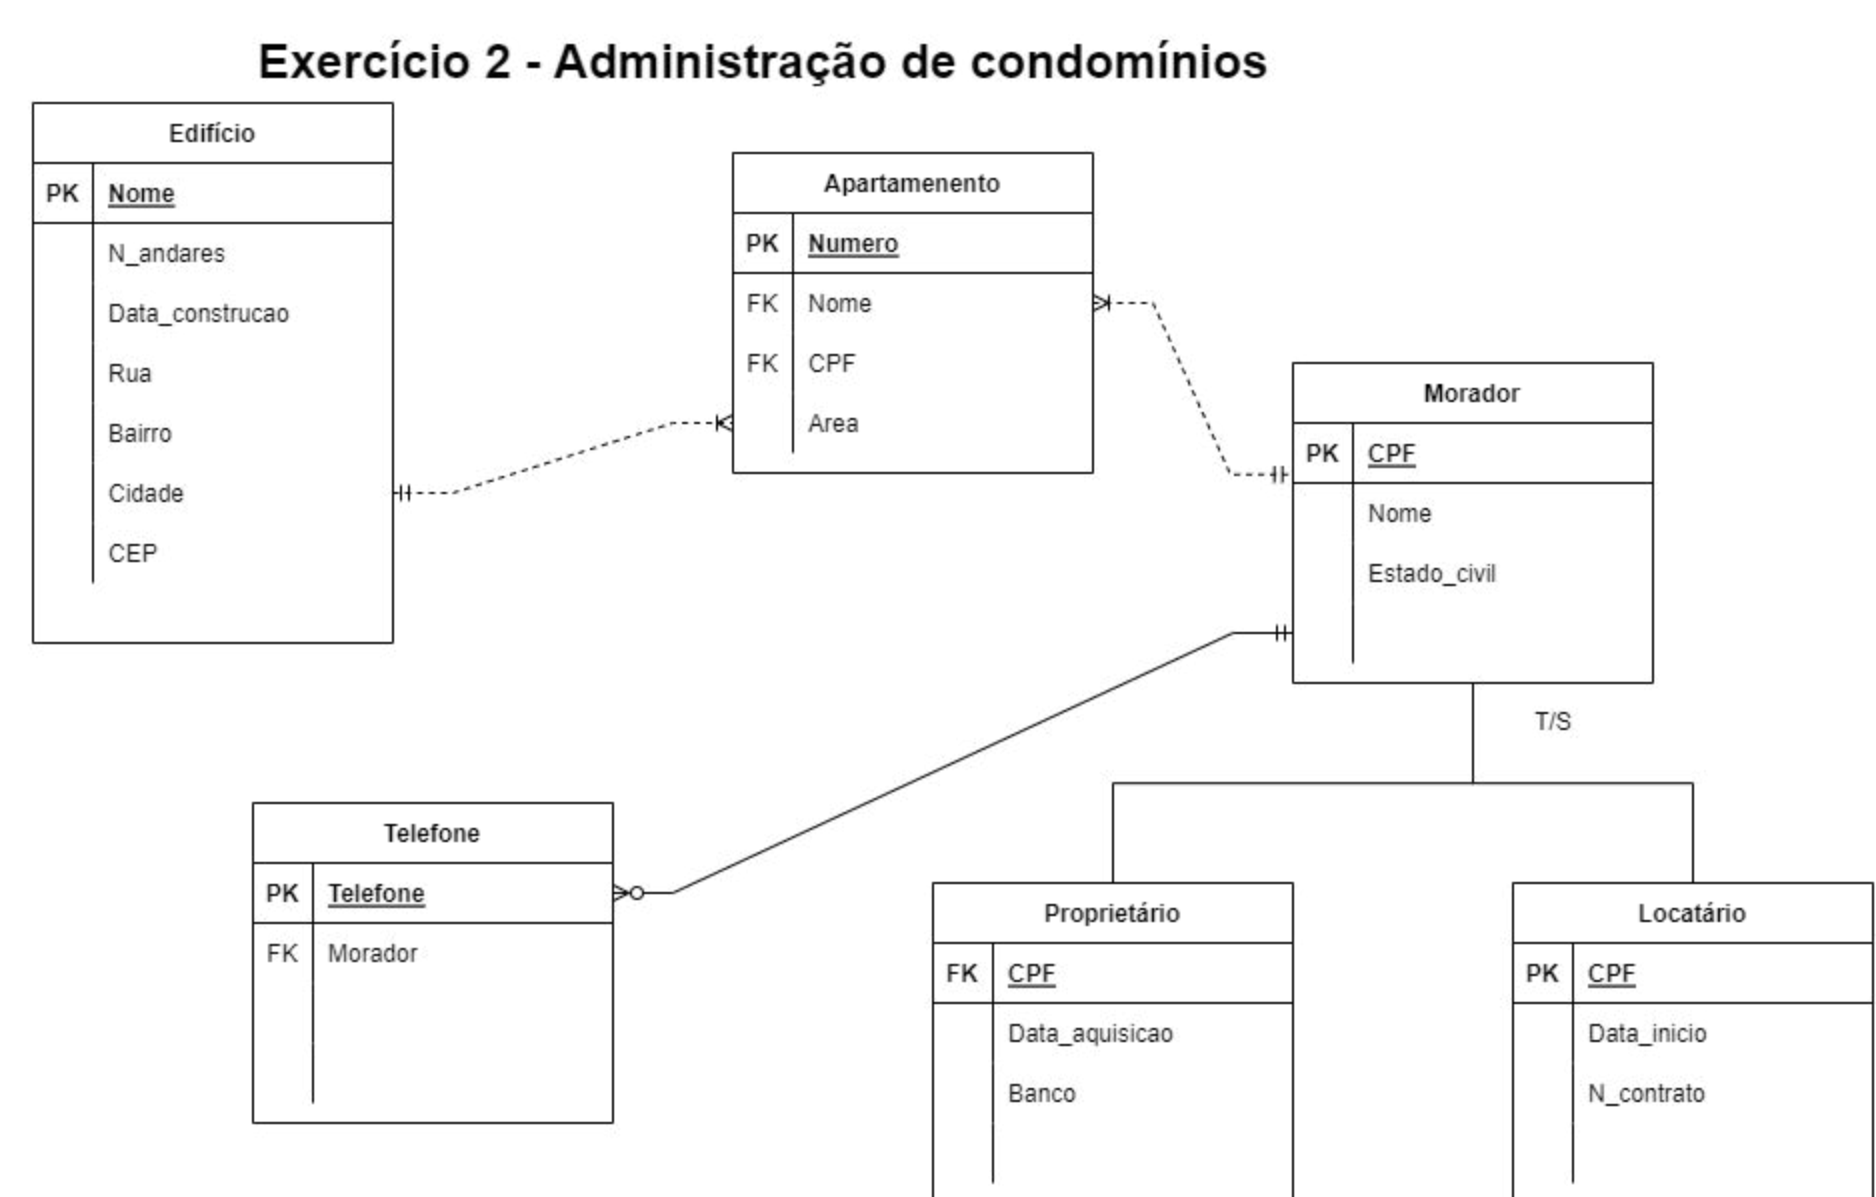 Exercício 2 - Administração de condomínios
Edifício
PK Nome
N_andares
Data_construcao
Rua
Bairro
Cidade
CEP
Apartamenento
PK Numero
FK Nome
FK CPF
Area
Morador
PK CPF
Nome
Estado_civil
T/S
Telefone
PK Telefone
FK Morador
Proprietário
FK CPF
Data_aquisicao
Banco
Locatário
PK CPF
Data_inicio
N_contrato